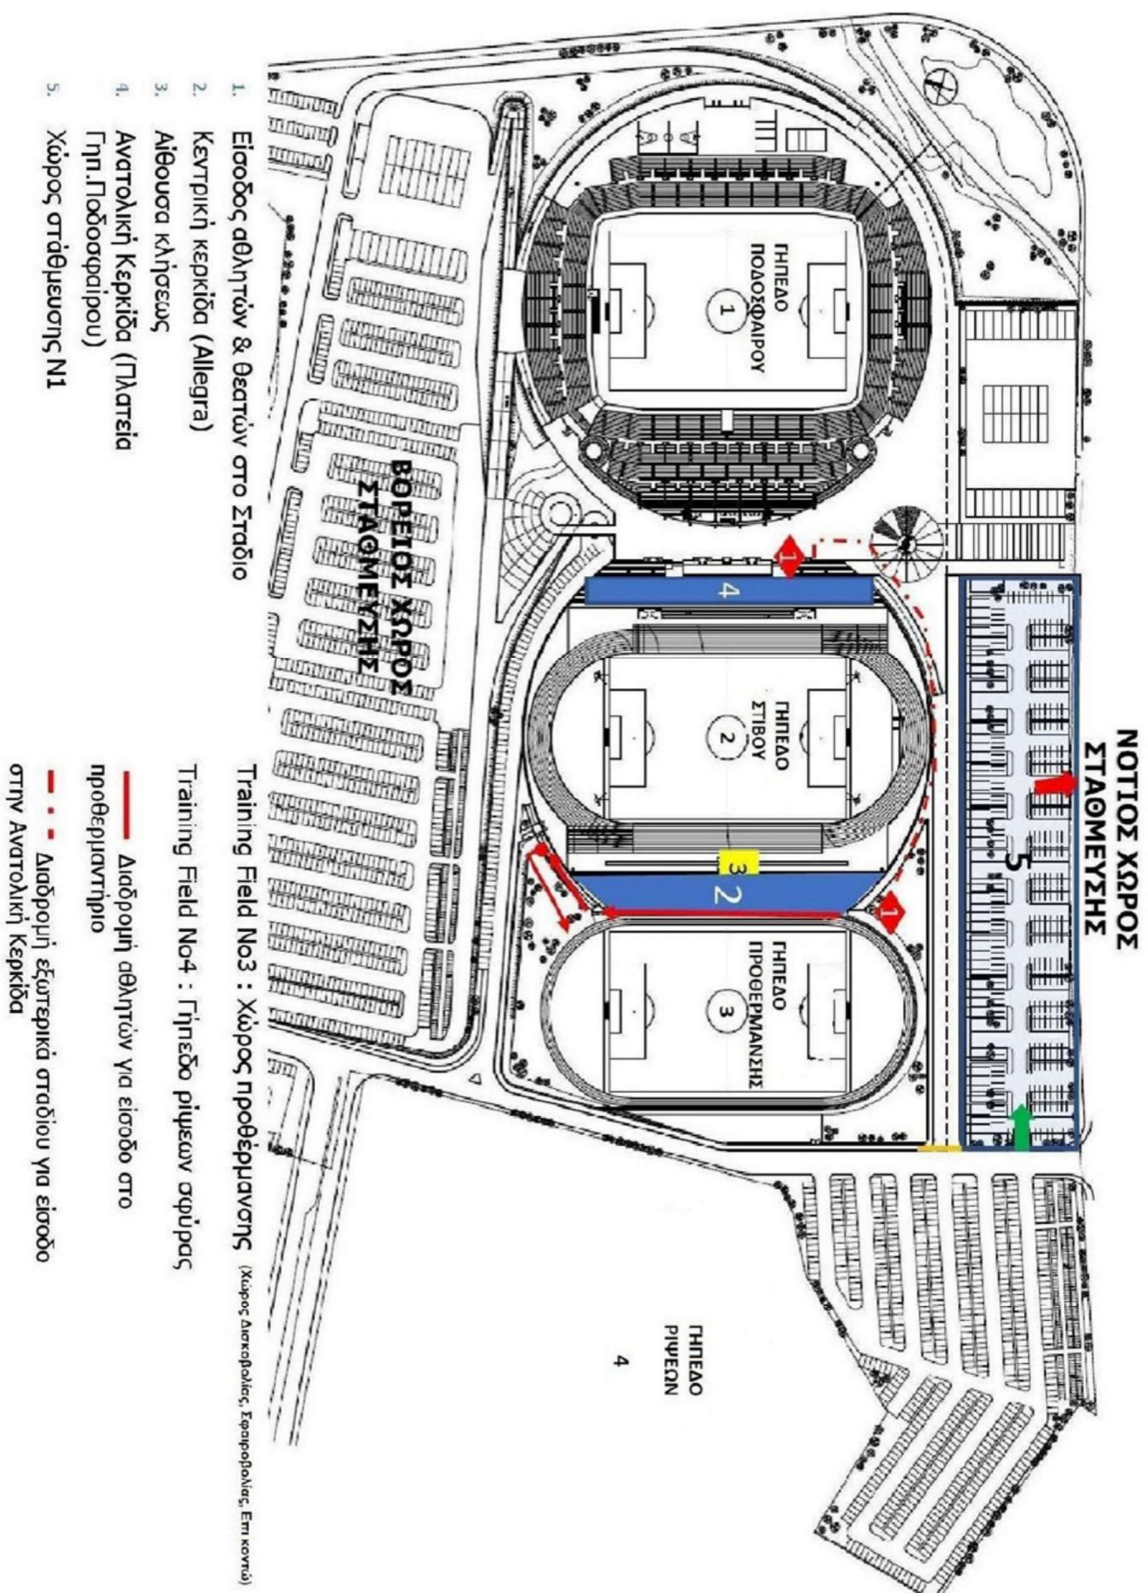 ΝΟΤΙΟΣ ΧΩΡΟΣ
ΣΤΑΘΜΕΥΣΗΣ
5
ΓΗΠΕΔΟ
ΠΟΔΟΣΦΑΙΡΟΥ
1
1
4
ΓΗΠΕΔΟ
ΣΤΙΒΟΥ
2
3
2
1
ΓΗΠΕΔΟ
ΠΡΟΘΕΡΜΑΝΣΗΣ
3
ΓΗΠΕΔΟ
ΡΙΨΕΩΝ
4
ΒΟΡΕΙΟΣ ΧΩΡΟΣ
ΣΤΑΘΜΕΥΣΗΣ
1. Είσοδος αθλητών & θεατών στο Στάδιο
2. Κεντρική κερκίδα (Allegra)
3. Αίθουσα κλήσεως
4. Ανατολική Κερκίδα (Πλατεία
Γηπ.Ποδοσφαίρου)
5. Χώρος στάθμευσης Ν1
Training Field No3 : Χώρος προθέρμανσης (Χώρος Δισκοβολίας, Σφαιροβολίας, Επι κοντώ)
Training Field No4 : Γήπεδο ρίψεων σφύρας
Διαδρομή αθλητών για είσοδο στο
προθερμαντήριο
Διαδρομή εξωτερικά σταδίου για είσοδο
στην Ανατολική Κερκίδα